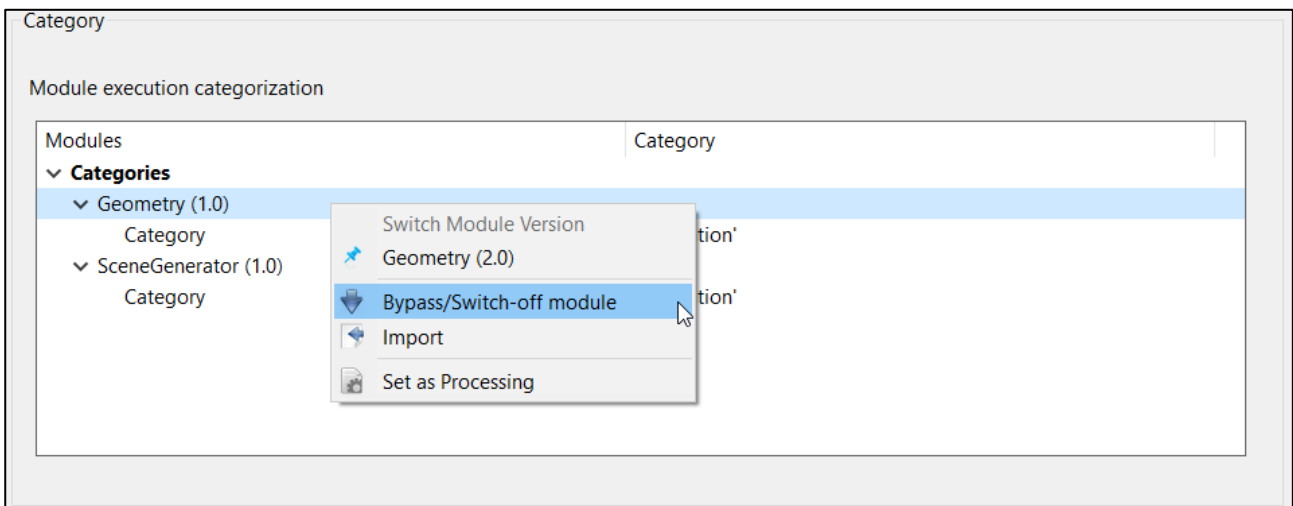 Category
Module execution categorization
Modules Category
Categories
Geometry (1.0)
Switch Module Version
Category tion'
Geometry (2.0)
SceneGenerator (1.0)
Category Bypass/Switch-off module tion'
Import
Set as Processing